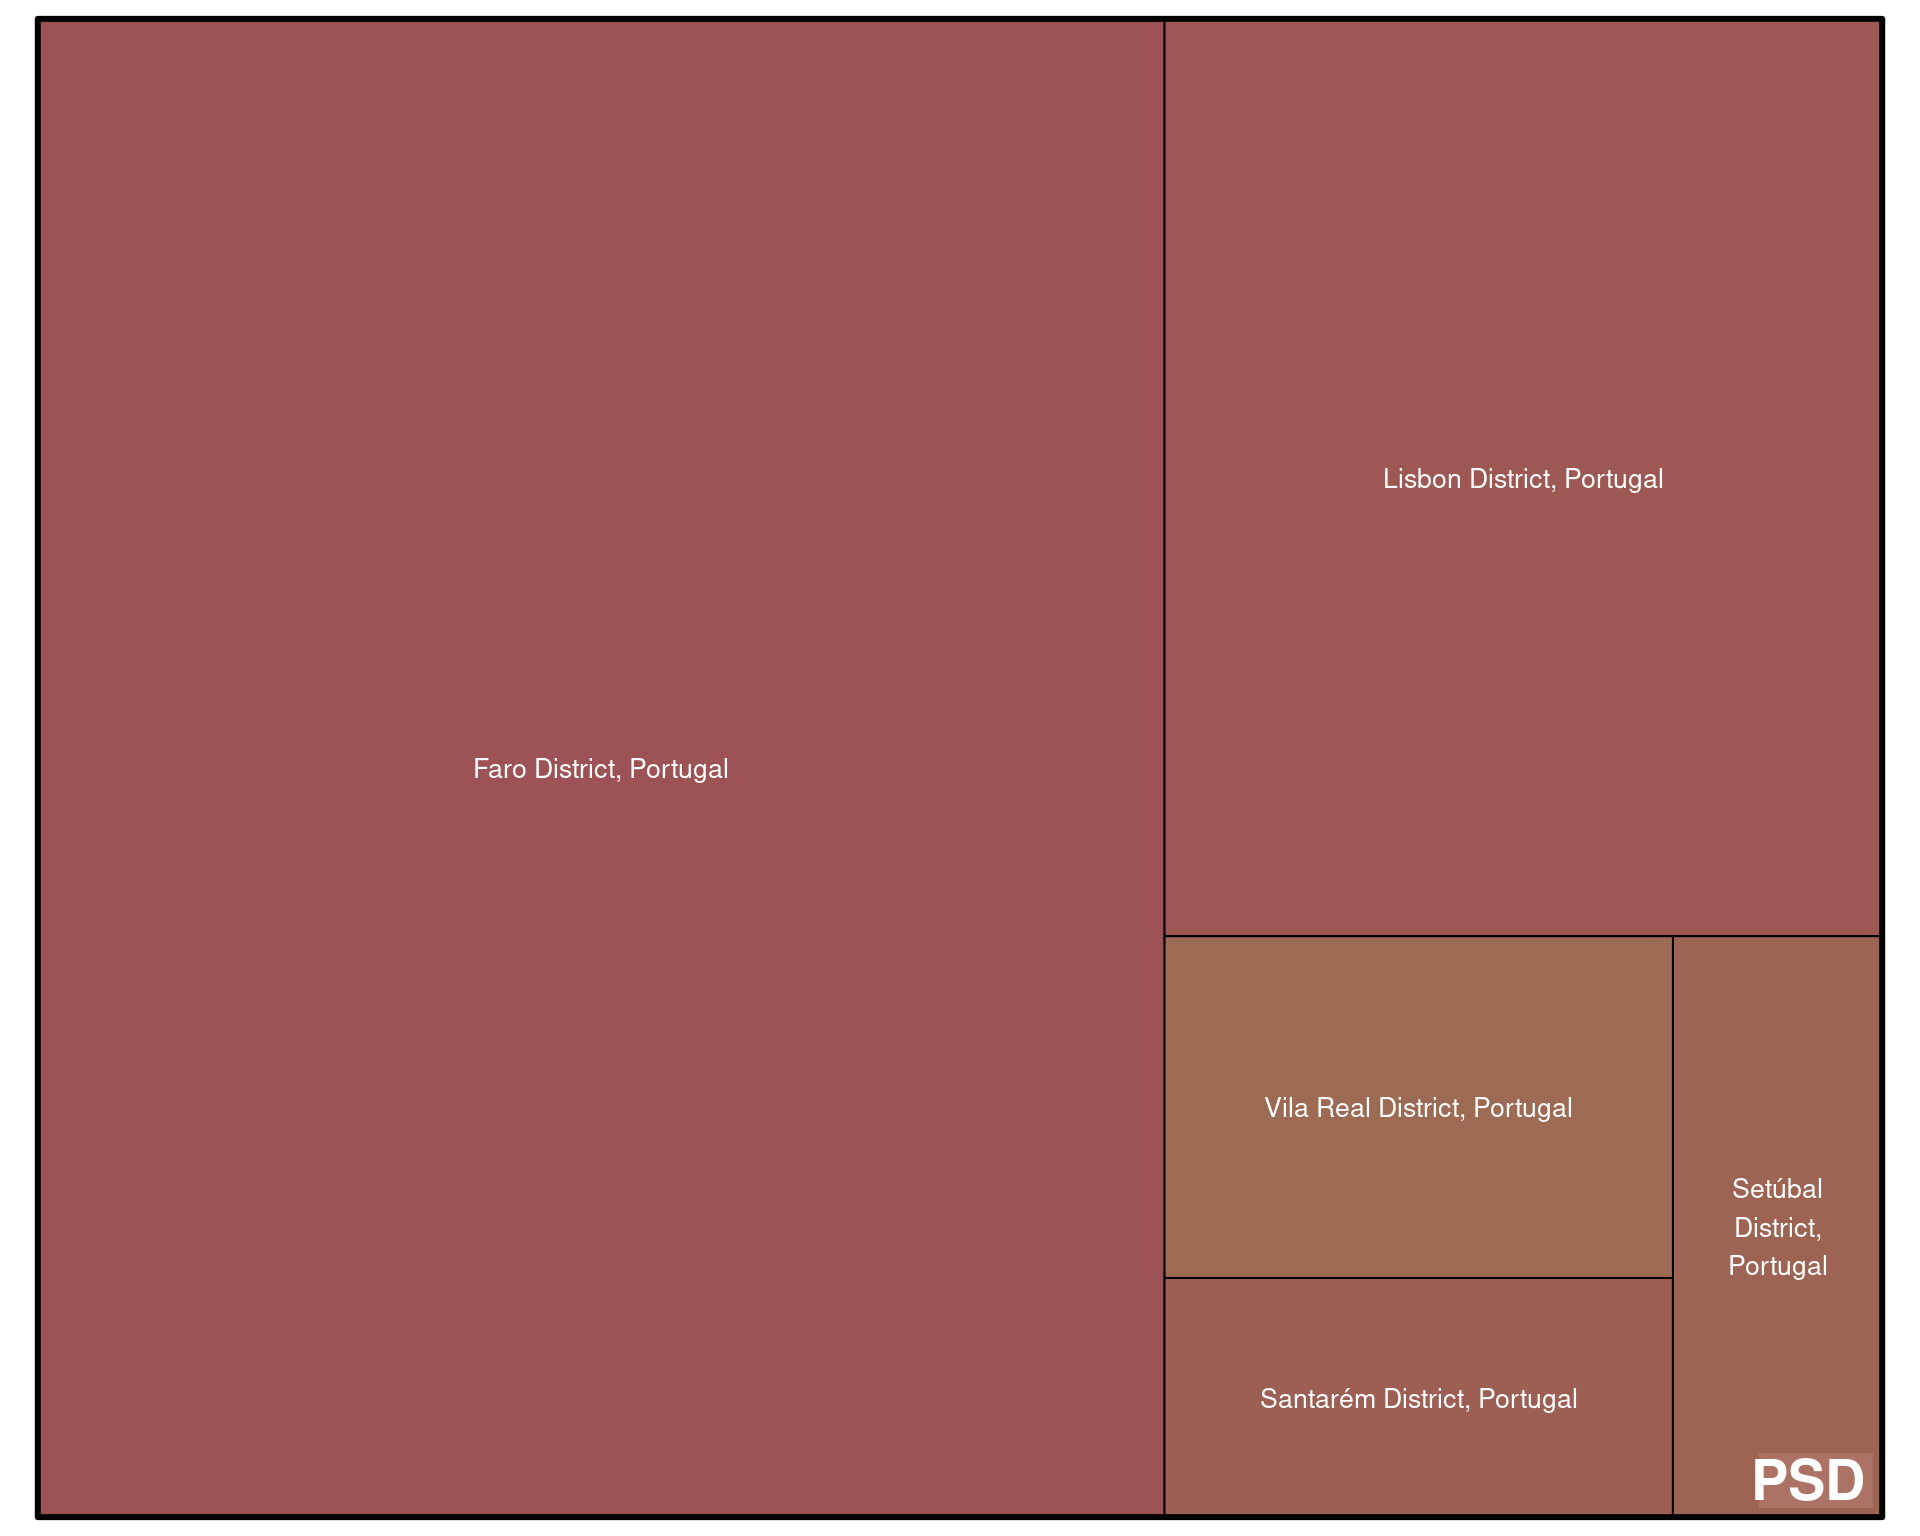 Lisbon District, Portugal
Faro District, Portugal
Vila Real District, Portugal
Setúbal
District,
Portugal
Santarém District, Portugal
PSD